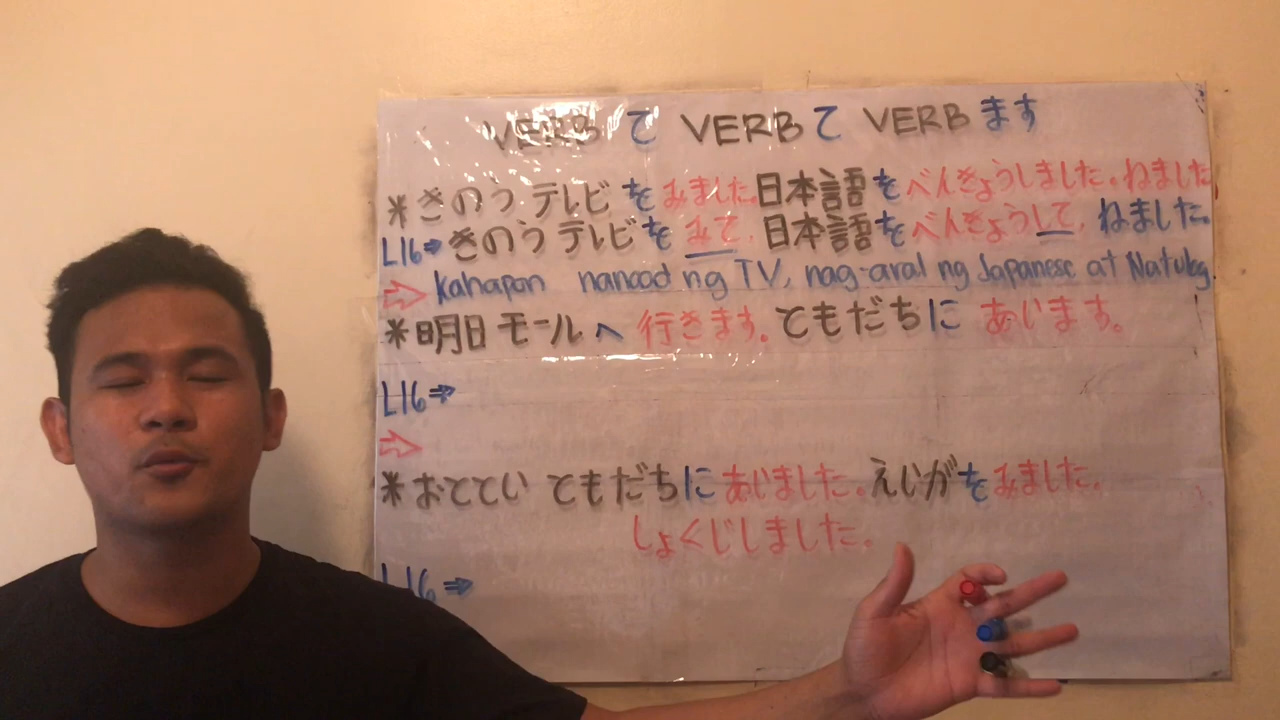 VERB て VERB て VERB ます
*きのう テレビ を みました。日本語 を べんきょうしました。ねました
L16⇒ きのう テレビ を みて, 日本語 を べんきょうして, ねました。
⇒ kahapon nanood ng TV, nag-aral ng Japanese at Natulog.
*明日 モール へ 行きます。ともだち に あいます。
L16⇒
⇒
*おととい ともだち に あいました。えいが を みました。
しょくじしました。
L16⇒